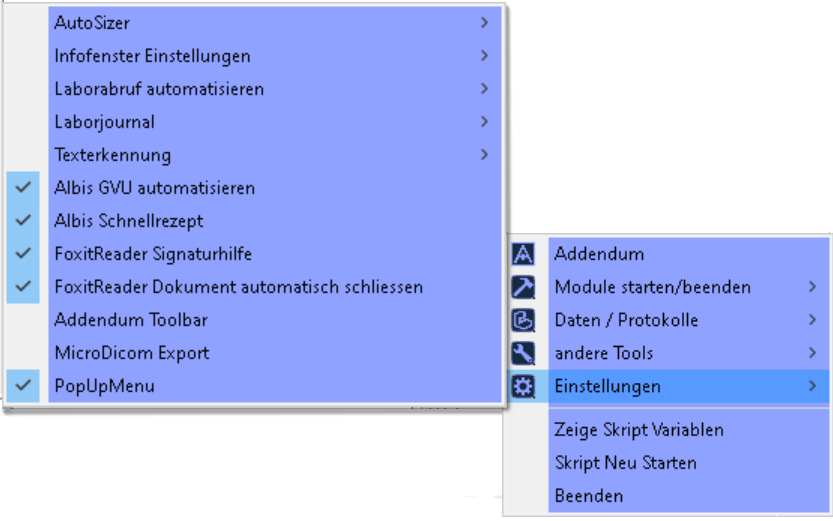 AutoSizer
Infofenster Einstellungen
Laborabruf automatisieren
Laborjournal
Texterkennung
Albis GVU automatisieren
Albis Schnellrezept
FoxitReader Signaturhilfe
FoxitReader Dokument automatisch schliessen
Addendum Toolbar
MicroDicom Export
PopUpMenu
Addendum
Module starten/beenden
Daten / Protokolle
andere Tools
Einstellungen
Zeige Skript Variablen
Skript Neu Starten
Beenden